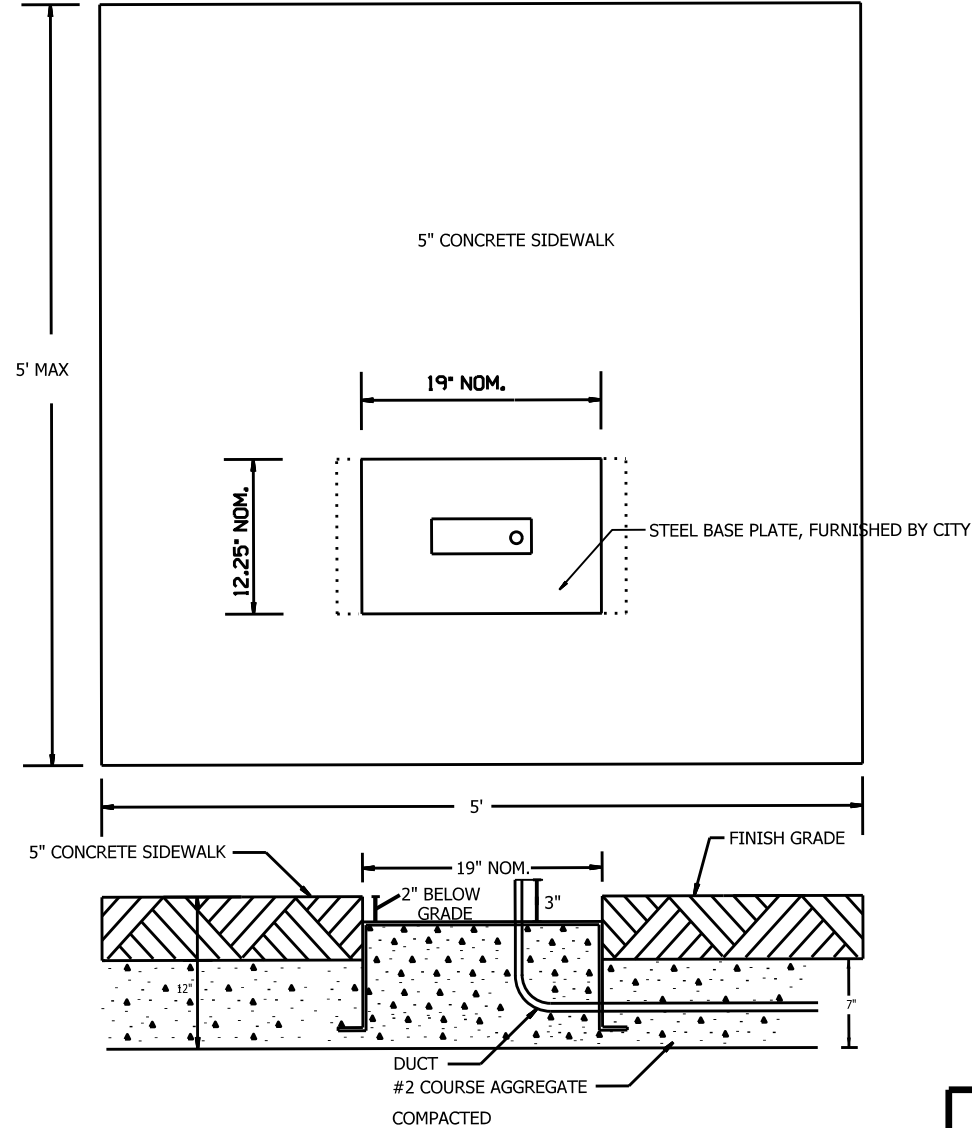 5" CONCRETE SIDEWALK
5' MAX
19" NOM.
12.25" NOM.
STEEL BASE PLATE, FURNISHED BY CITY
5'
5" CONCRETE SIDEWALK
FINISH GRADE
19" NOM.
2" BELOW
GRADE
3"
12"
7"
DUCT
#2 COURSE AGGREGATE
COMPACTED